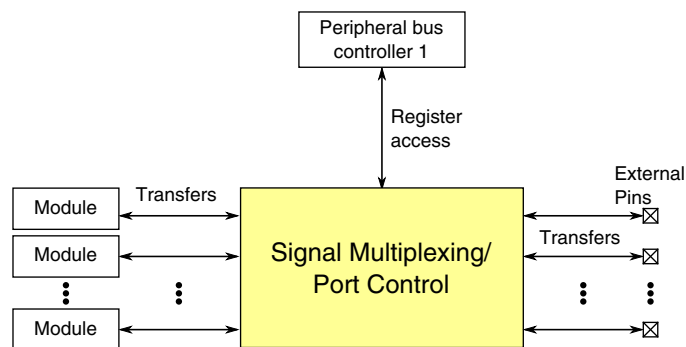 Peripheral bus
controller 1
Register
access
External
Pins
Module
Transfers
Signal Multiplexing/
Port Control
Transfers
Module
Module